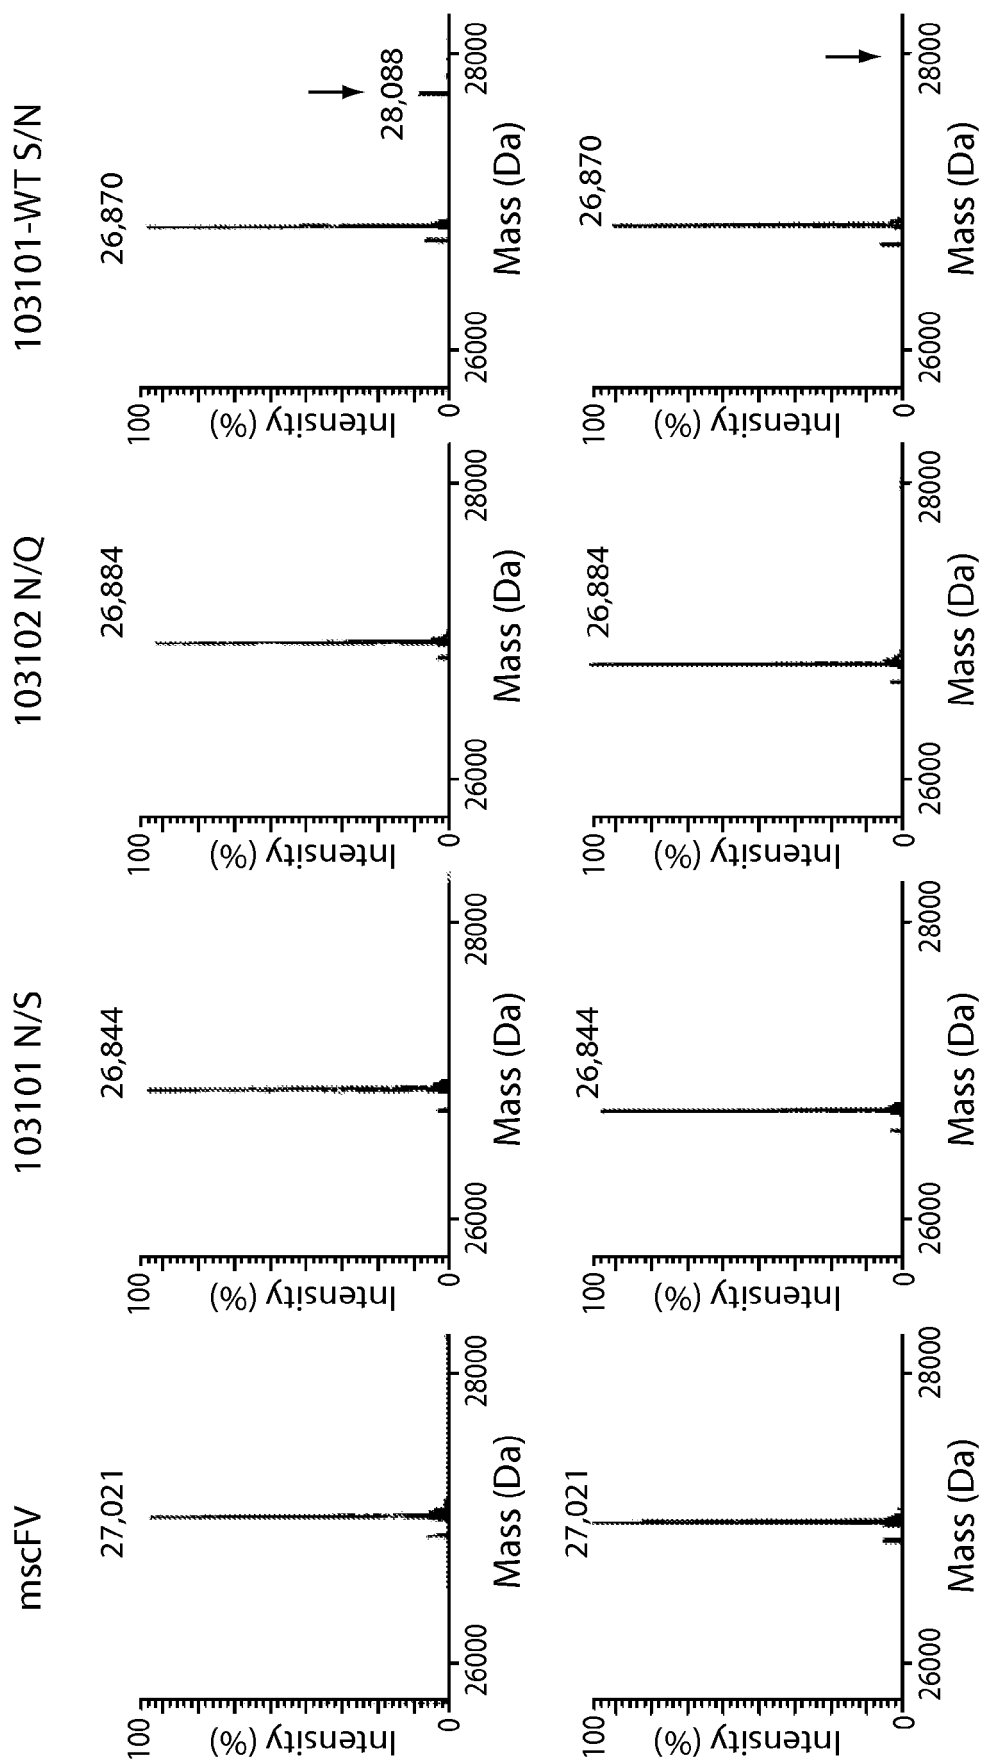 mscFV
27,021
100
Intensity (%)
0
26000
28000
Mass (Da)
27,021
100
Intensity (%)
0
26000
28000
Mass (Da)
103101 N/S
26,844
100
Intensity (%)
0
26000
28000
Mass (Da)
26,844
100
Intensity (%)
0
26000
28000
Mass (Da)
103102 N/Q
26,884
100
Intensity (%)
0
26000
28000
Mass (Da)
26,884
100
Intensity (%)
0
26000
28000
Mass (Da)
103101-WT S/N
26,870
28,088
100
Intensity (%)
0
26000
28000
Mass (Da)
26,870
100
Intensity (%)
0
26000
28000
Mass (Da)